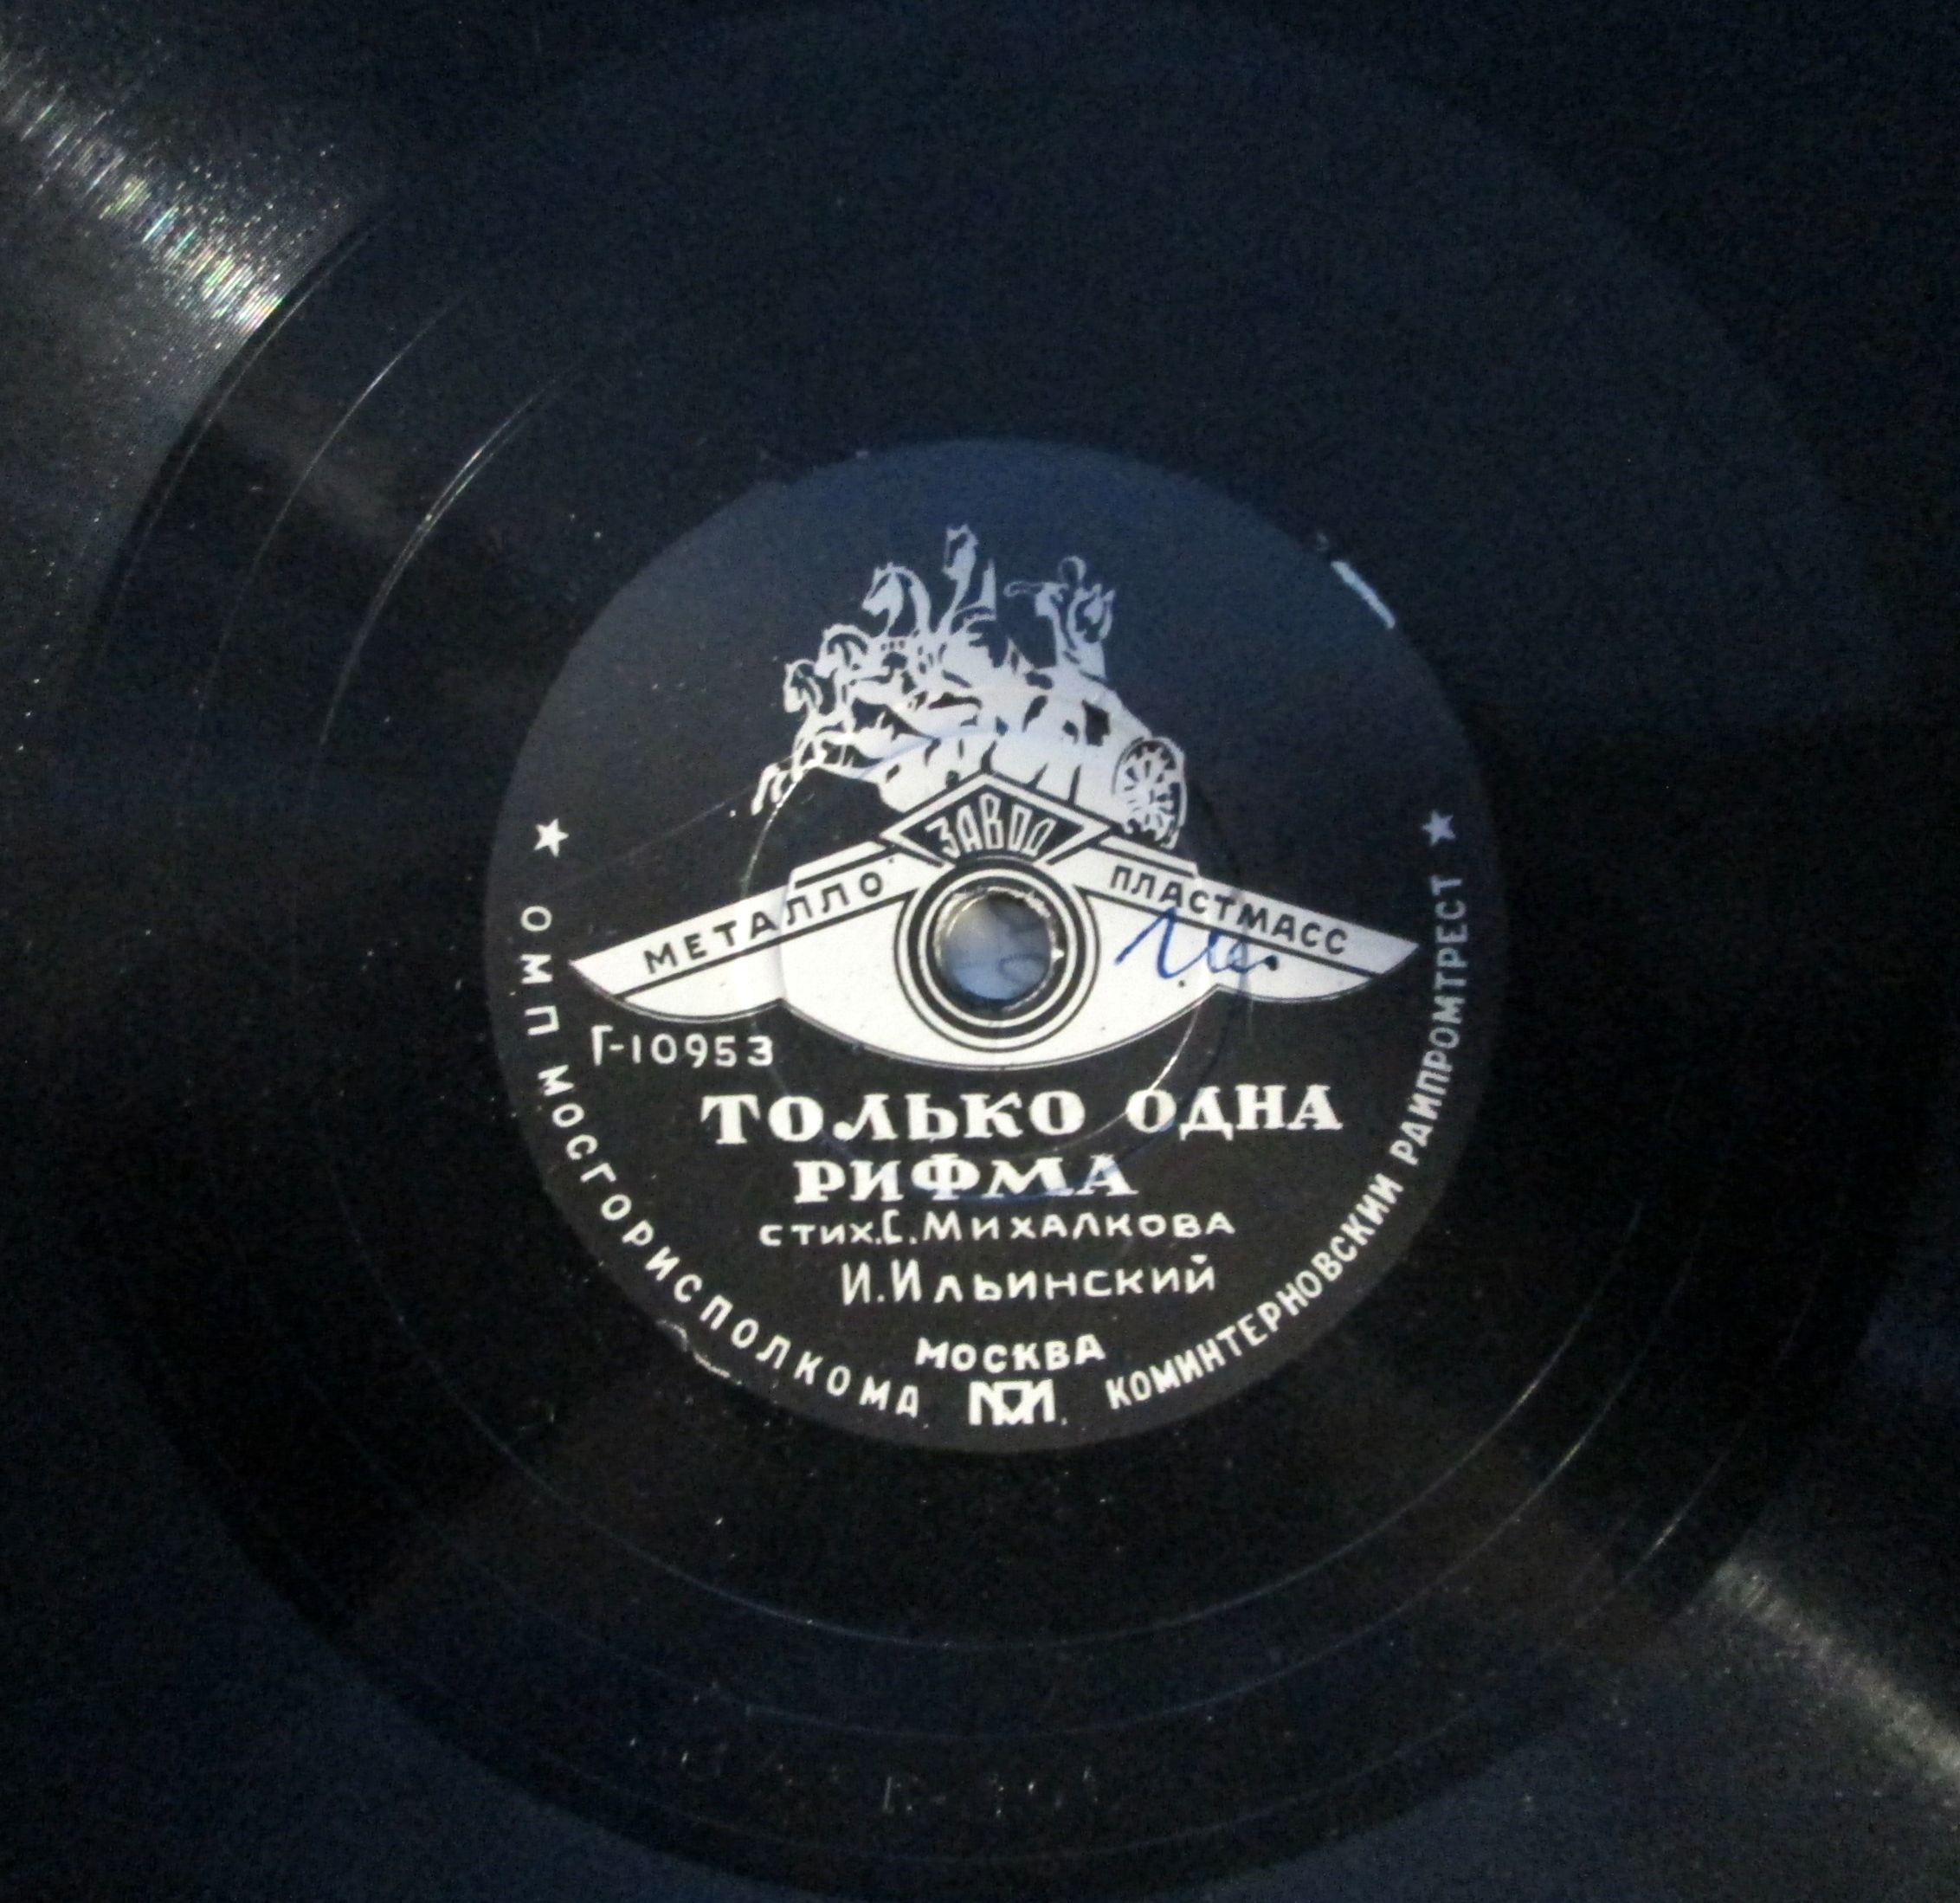 ЗАВОД
МЕТАЛЛО ПЛАСТМАСС
Г-10953
ТОЛЬКО ОДНА
РИФМА
СТИХ. С. МИХАЛКОВА
И. ИЛЬИНСКИЙ
МОСКВА
ОМП МОСГОРИСПОЛКОМА КОМИНТЕРНОВСКИЙ РАЙПРОМТРЕСТ